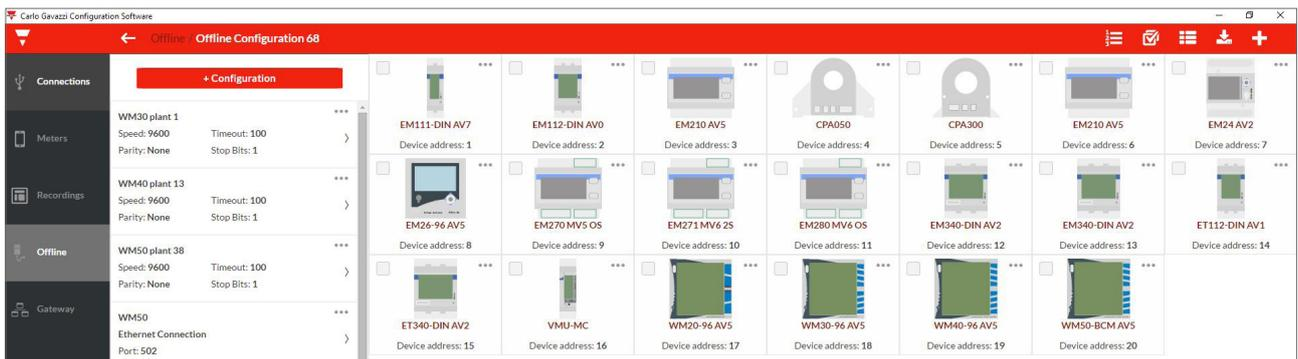 Carlo Gavazzi Configuration Software
Offline / Offline Configuration 68
Connections
Meters
Recordings
Offline
Gateway
+ Configuration
WM30 plant 1
Speed: 9600 Timeout: 100
Parity: None Stop Bits: 1
WM40 plant 13
Speed: 9600 Timeout: 100
Parity: None Stop Bits: 1
WM50 plant 38
Speed: 9600 Timeout: 100
Parity: None Stop Bits: 1
WM50
Ethernet Connection
Port: 502
EM111-DIN AV7
Device address: 1
EM112-DIN AV0
Device address: 2
EM210 AV5
Device address: 3
CPA050
Device address: 4
CPA300
Device address: 5
EM210 AV5
Device address: 6
EM24 AV2
Device address: 7
EM26-96 AV5
Device address: 8
EM270 MV5 OS
Device address: 9
EM271 MV6 2S
Device address: 10
EM280 MV6 OS
Device address: 11
EM340-DIN AV2
Device address: 12
EM340-DIN AV2
Device address: 13
ET112-DIN AV1
Device address: 14
ET340-DIN AV2
Device address: 15
VMU-MC
Device address: 16
WM20-96 AV5
Device address: 17
WM30-96 AV5
Device address: 18
WM40-96 AV5
Device address: 19
WM50-BCM AV5
Device address: 20